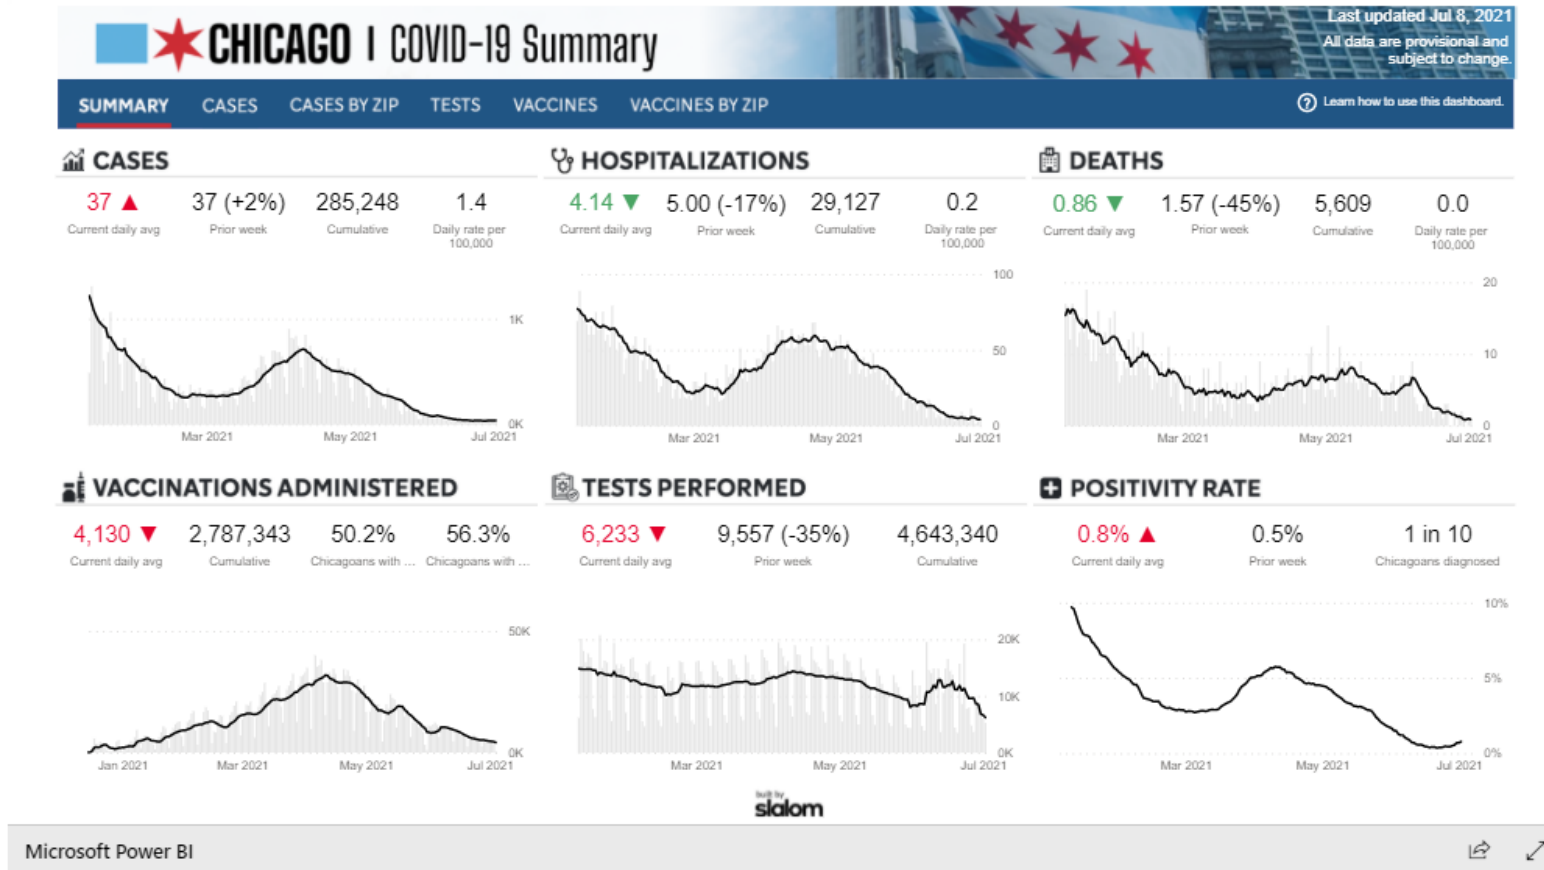 CHICAGO | COVID-19 Summary
Last updated Jul 8, 2021
All data are provisional and
subject to change.
SUMMARY CASES CASES BY ZIP TESTS VACCINES VACCINES BY ZIP
? Learn how to use this dashboard.
CASES
37 ▲ 37 (+2%) 285,248 1.4
Current daily avg Prior week Cumulative Daily rate per
100,000
1K
0K
Mar 2021 May 2021 Jul 2021
HOSPITALIZATIONS
4.14 ▼ 5.00 (-17%) 29,127 0.2
Current daily avg Prior week Cumulative Daily rate per
100,000
100
50
0
Mar 2021 May 2021 Jul 2021
DEATHS
0.86 ▼ 1.57 (-45%) 5,609 0.0
Current daily avg Prior week Cumulative Daily rate per
100,000
20
10
0
Mar 2021 May 2021 Jul 2021
VACCINATIONS ADMINISTERED
4,130 ▼ 2,787,343 50.2% 56.3%
Current daily avg Cumulative Chicagoans with ... Chicagoans with ...
50K
0K
Jan 2021 Mar 2021 May 2021 Jul 2021
TESTS PERFORMED
6,233 ▼ 9,557 (-35%) 4,643,340
Current daily avg Prior week Cumulative
20K
10K
0K
Mar 2021 May 2021 Jul 2021
POSITIVITY RATE
0.8% ▲ 0.5% 1 in 10
Current daily avg Prior week Chicagoans diagnosed
10%
5%
0%
Mar 2021 May 2021 Jul 2021
built by
slalom
Microsoft Power BI